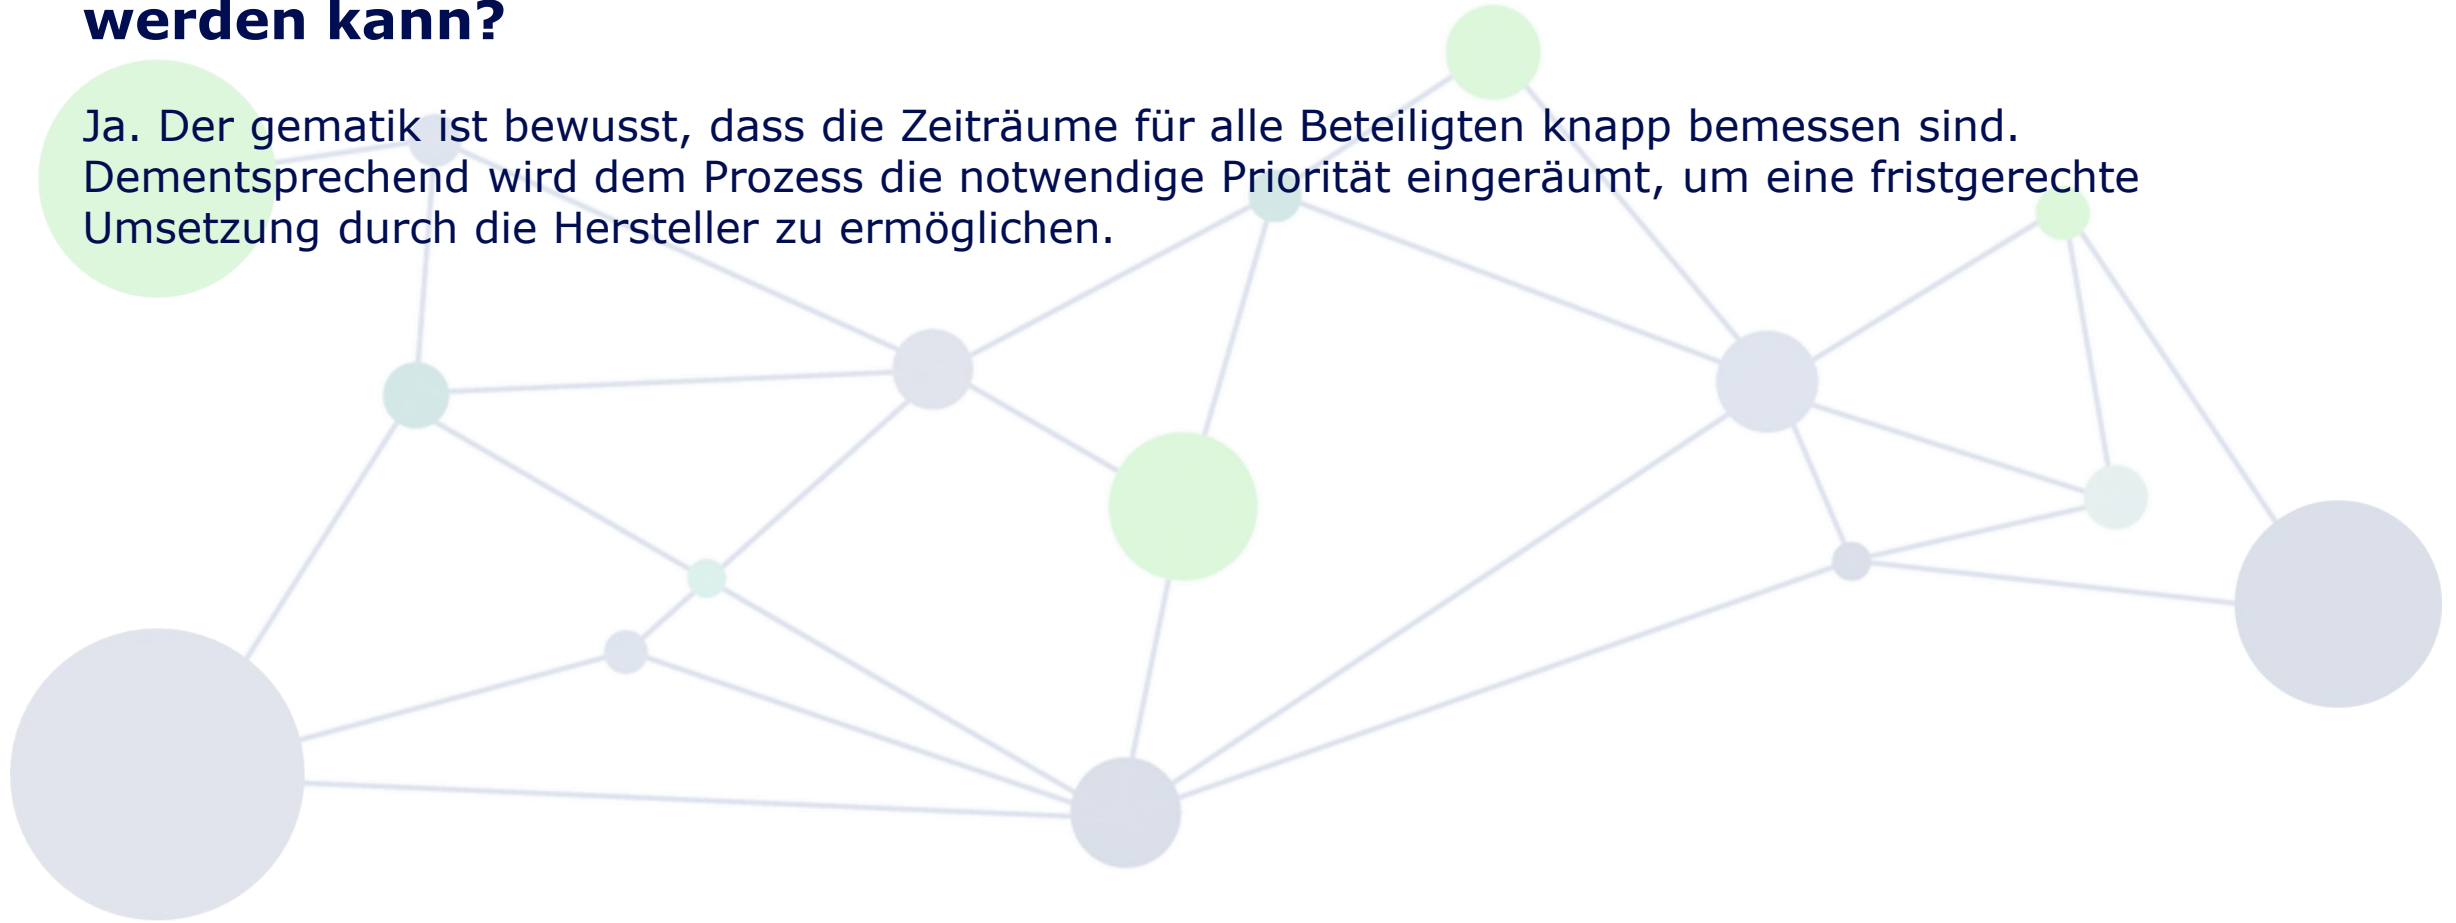 werden kann?
Ja. Der gematik ist bewusst, dass die Zeiträume für alle Beteiligten knapp bemessen sind.
Dementsprechend wird dem Prozess die notwendige Priorität eingeräumt, um eine fristgerechte
Umsetzung durch die Hersteller zu ermöglichen.